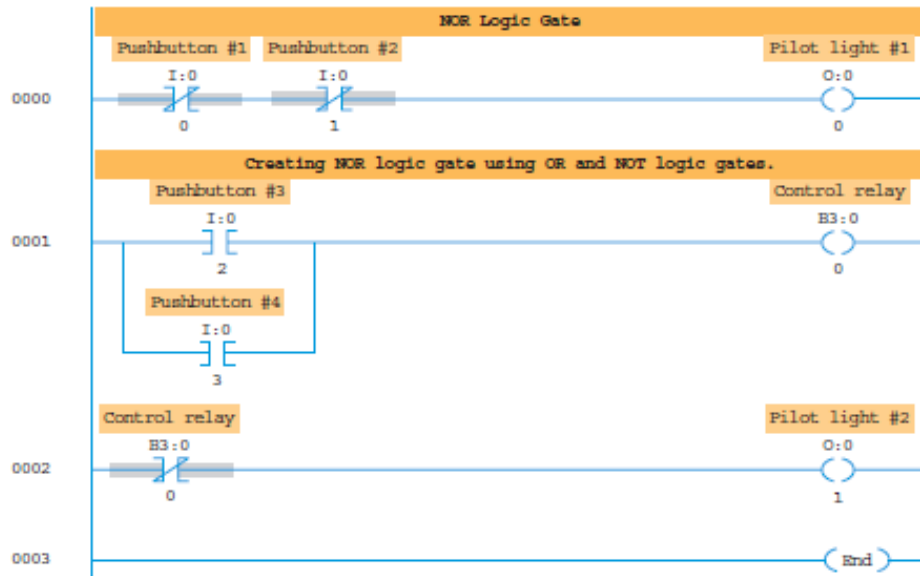 NOR Logic Gate
Pushbutton #1 Pushbutton #2 Pilot light #1
I:0 I:0 O:0
0000
0 1 0
Creating NOR logic gate using OR and NOT logic gates.
Pushbutton #3 Control relay
I:0 B3:0
0001
2 0
Pushbutton #4
I:0
3
Control relay Pilot light #2
B3:0 O:0
0002
0 1
0003 End